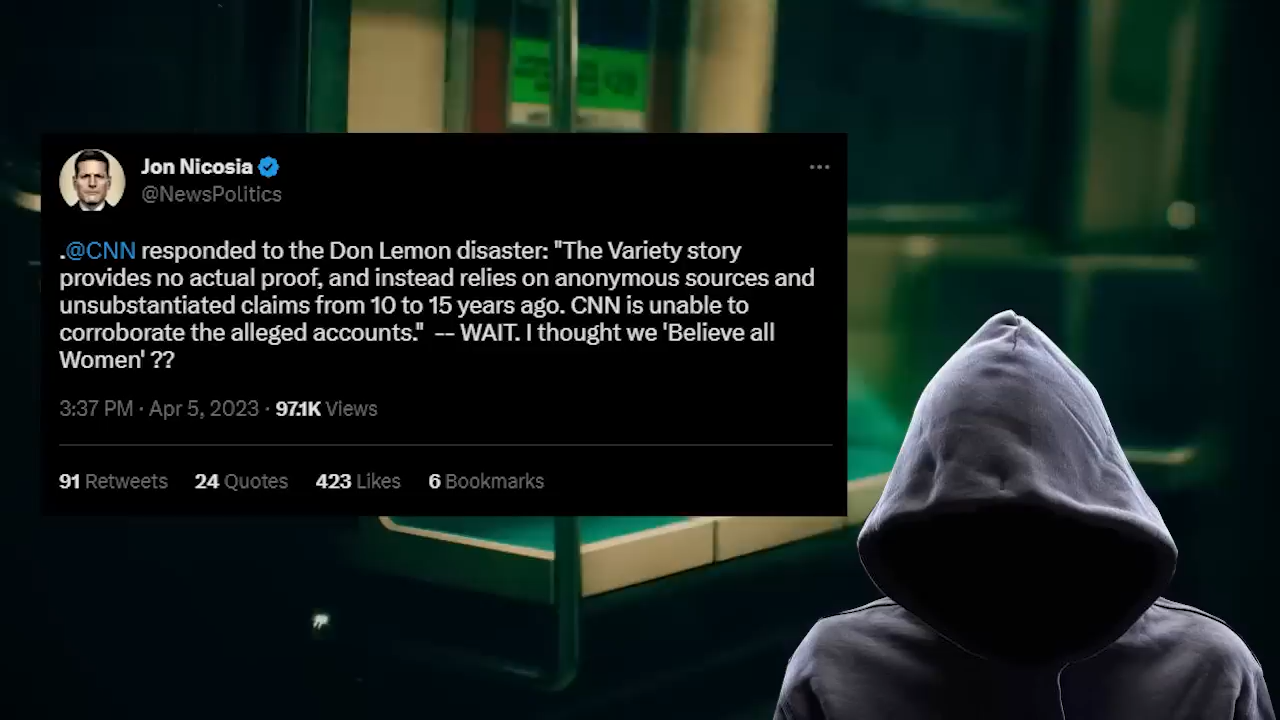 Jon Nicosia
@NewsPolitics
.@CNN responded to the Don Lemon disaster: "The Variety story
provides no actual proof, and instead relies on anonymous sources and
unsubstantiated claims from 10 to 15 years ago. CNN is unable to
corroborate the alleged accounts."  -- WAIT. I thought we 'Believe all
Women' ??
3:37 PM · Apr 5, 2023 · 97.1K Views
91 Retweets 24 Quotes 423 Likes 6 Bookmarks